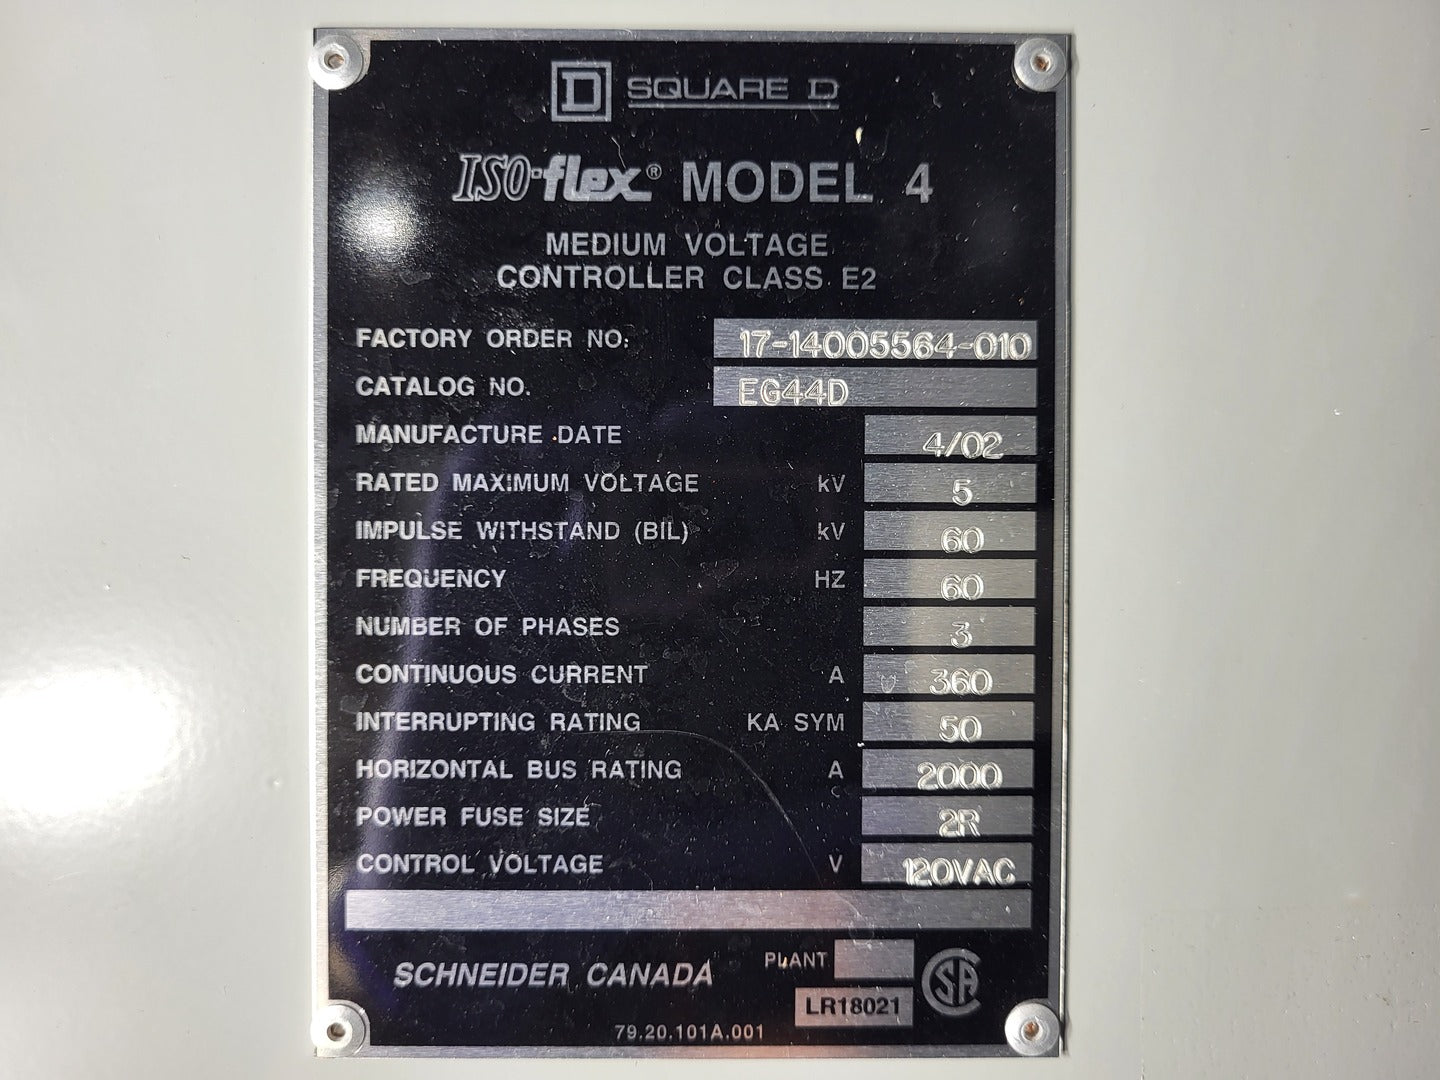 D SQUARE D
ISO-flex® MODEL 4
MEDIUM VOLTAGE
CONTROLLER CLASS E2
FACTORY ORDER NO: 17-14005564-010
CATALOG NO. EG44D
MANUFACTURE DATE 4/02
RATED MAXIMUM VOLTAGE kV 5
IMPULSE WITHSTAND (BIL) kV 60
FREQUENCY HZ 60
NUMBER OF PHASES 3
CONTINUOUS CURRENT A 360
INTERRUPTING RATING KA SYM 50
HORIZONTAL BUS RATING A 2000
POWER FUSE SIZE 2R
CONTROL VOLTAGE V 120VAC
SCHNEIDER CANADA PLANT
LR18021
CSA
79.20.101A.001